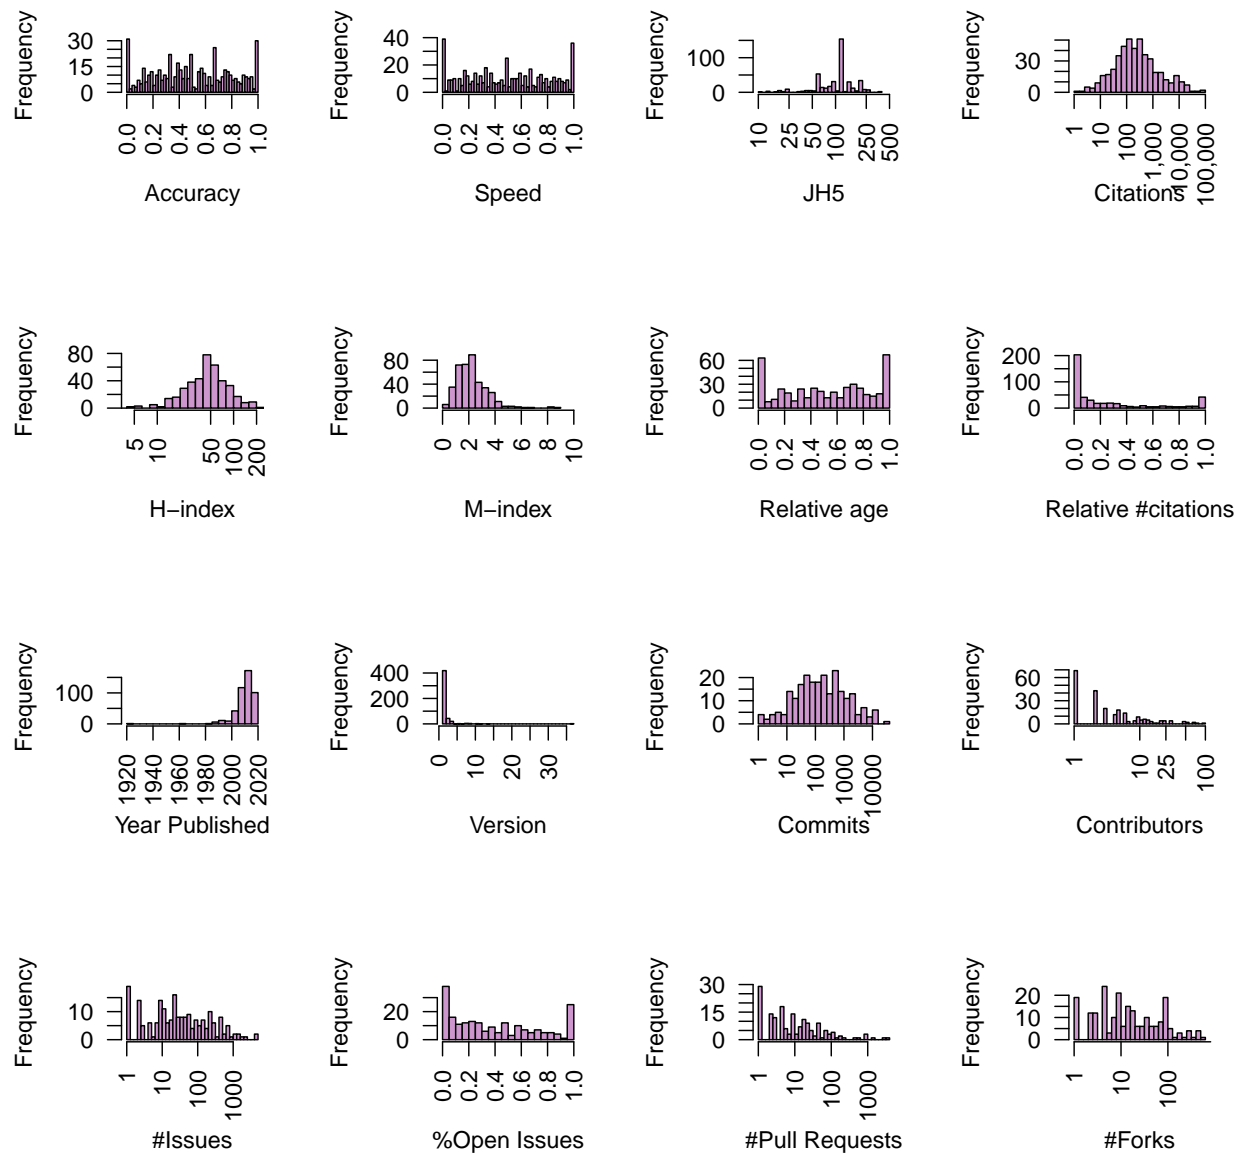 Frequency
0 15 30
0.0 0.2 0.4 0.6 0.8 1.0
Accuracy
Frequency
0 20 40
0.0 0.2 0.4 0.6 0.8 1.0
Speed
Frequency
0 100
10 25 50 100 250 500
JH5
Frequency
0 30
1 10 100 1,000 10,000 100,000
Citations
Frequency
0 40 80
5 10 50 100 200
H−index
Frequency
0 40 80
0 2 4 6 8 10
M−index
Frequency
0 30 60
0.0 0.2 0.4 0.6 0.8 1.0
Relative age
Frequency
0 100 200
0.0 0.2 0.4 0.6 0.8 1.0
Relative #citations
Frequency
0 100
1920 1940 1960 1980 2000 2020
Year Published
Frequency
0 200 400
0 10 20 30
Version
Frequency
0 10 20
1 10 100 1000 10000
Commits
Frequency
0 30 60
1 10 25 100
Contributors
Frequency
0 10
1 10 100 1000
#Issues
Frequency
0 20
0.0 0.2 0.4 0.6 0.8 1.0
%Open Issues
Frequency
0 15 30
1 10 100 1000
#Pull Requests
Frequency
0 10 20
1 10 100
#Forks